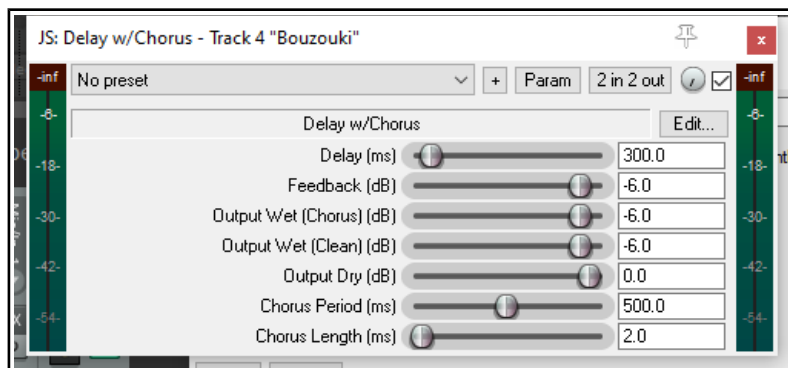 JS: Delay w/Chorus - Track 4 "Bouzouki"
x
-inf No preset + Param 2 in 2 out -inf
-6- Delay w/Chorus Edit... -6-
Delay (ms) 300.0
-18- -18-
Feedback (dB) -6.0
-30- Output Wet (Chorus) (dB) -6.0 -30-
Output Wet (Clean) (dB) -6.0
-42- Output Dry (dB) 0.0 -42-
Chorus Period (ms) 500.0
-54- Chorus Length (ms) 2.0 -54-